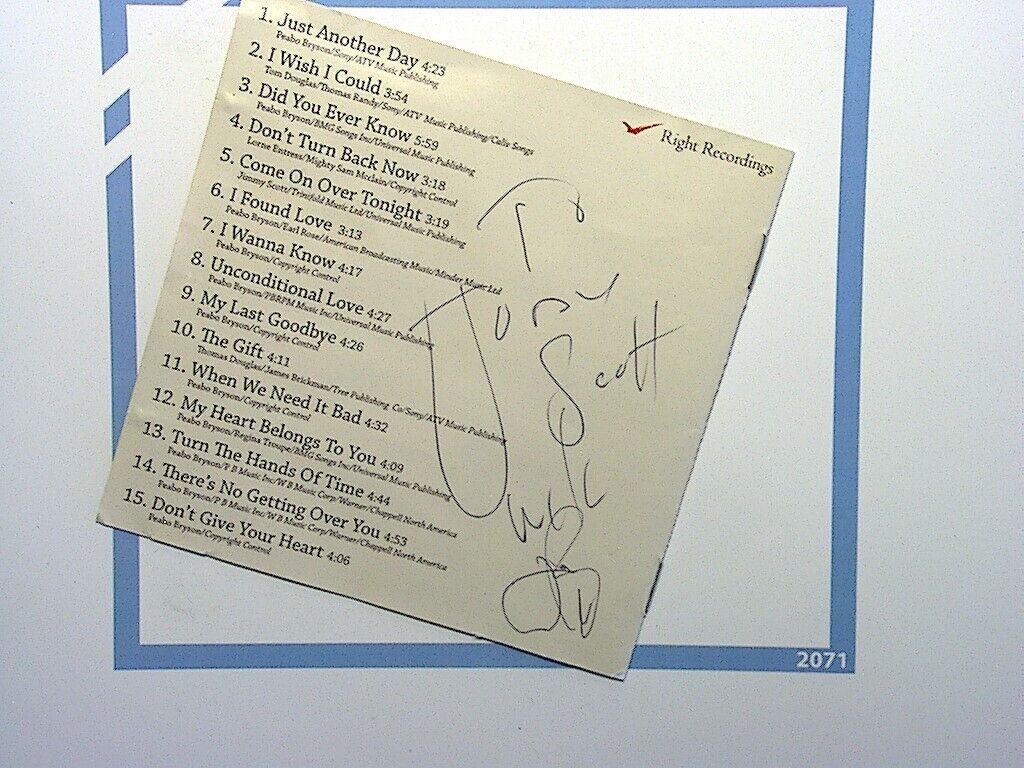 1. Just Another Day 4:23
Peabo Bryson/Sony/ATV Music Publishing
2. I Wish I Could 3:54
Tom Douglas/Thomas Randy/Sony/ATV Music Publishing/Caliv Songs
3. Did You Ever Know 5:59
Peabo Bryson/BMG Songs Inc/Universal Music Publishing
4. Don't Turn Back Now 3:18
Lorne Entress/Mighty Sam Mcclain/Copyright Control
5. Come On Over Tonight 3:19
Jimmy Scott/Trinifold Music Ltd/Universal Music Publishing
6. I Found Love 3:13
Peabo Bryson/Earl Rose/American Broadcasting Music/Minder Music Ltd
7. I Wanna Know 4:17
Peabo Bryson/Copyright Control
8. Unconditional Love 4:27
Peabo Bryson/PBRPM Music Inc/Universal Music Publishing
9. My Last Goodbye 4:26
Peabo Bryson/Copyright Control
10. The Gift 4:11
Thomas Douglas/James Brickman/Tree Publishing Co/Sony/ATV Music Publishing
11. When We Need It Bad 4:32
Peabo Bryson/Copyright Control
12. My Heart Belongs To You 4:09
Peabo Bryson/Regina Troupe/BMG Songs Inc/Universal Music Publishing
13. Turn The Hands Of Time 4:44
Peabo Bryson/P B Music Inc/W B Music Corp/Warner/Chappell North America
14. There's No Getting Over You 4:53
Peabo Bryson/P B Music Inc/W B Music Corp/Warner/Chappell North America
15. Don't Give Your Heart 4:06
Peabo Bryson/Copyright Control
Right Recordings
To
Scott
2071